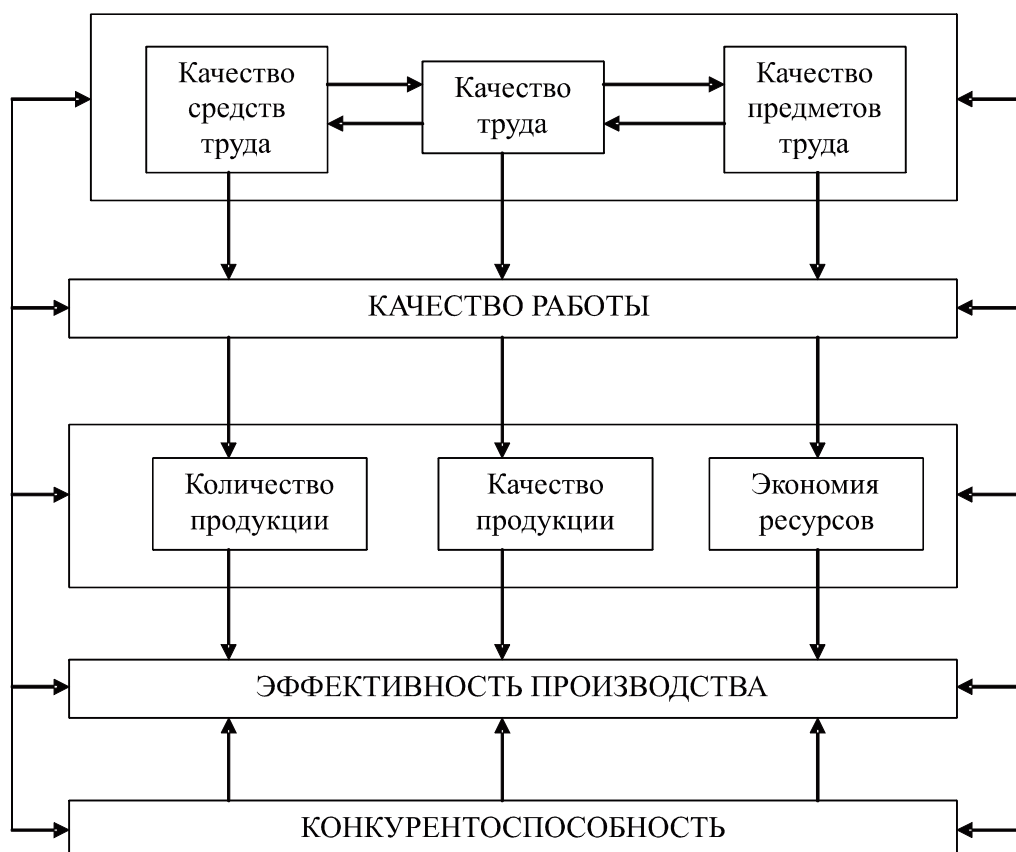 Качество
средств
труда
Качество
труда
Качество
предметов
труда
КАЧЕСТВО РАБОТЫ
Количество
продукции
Качество
продукции
Экономия
ресурсов
ЭФФЕКТИВНОСТЬ ПРОИЗВОДСТВА
КОНКУРЕНТОСПОСОБНОСТЬ